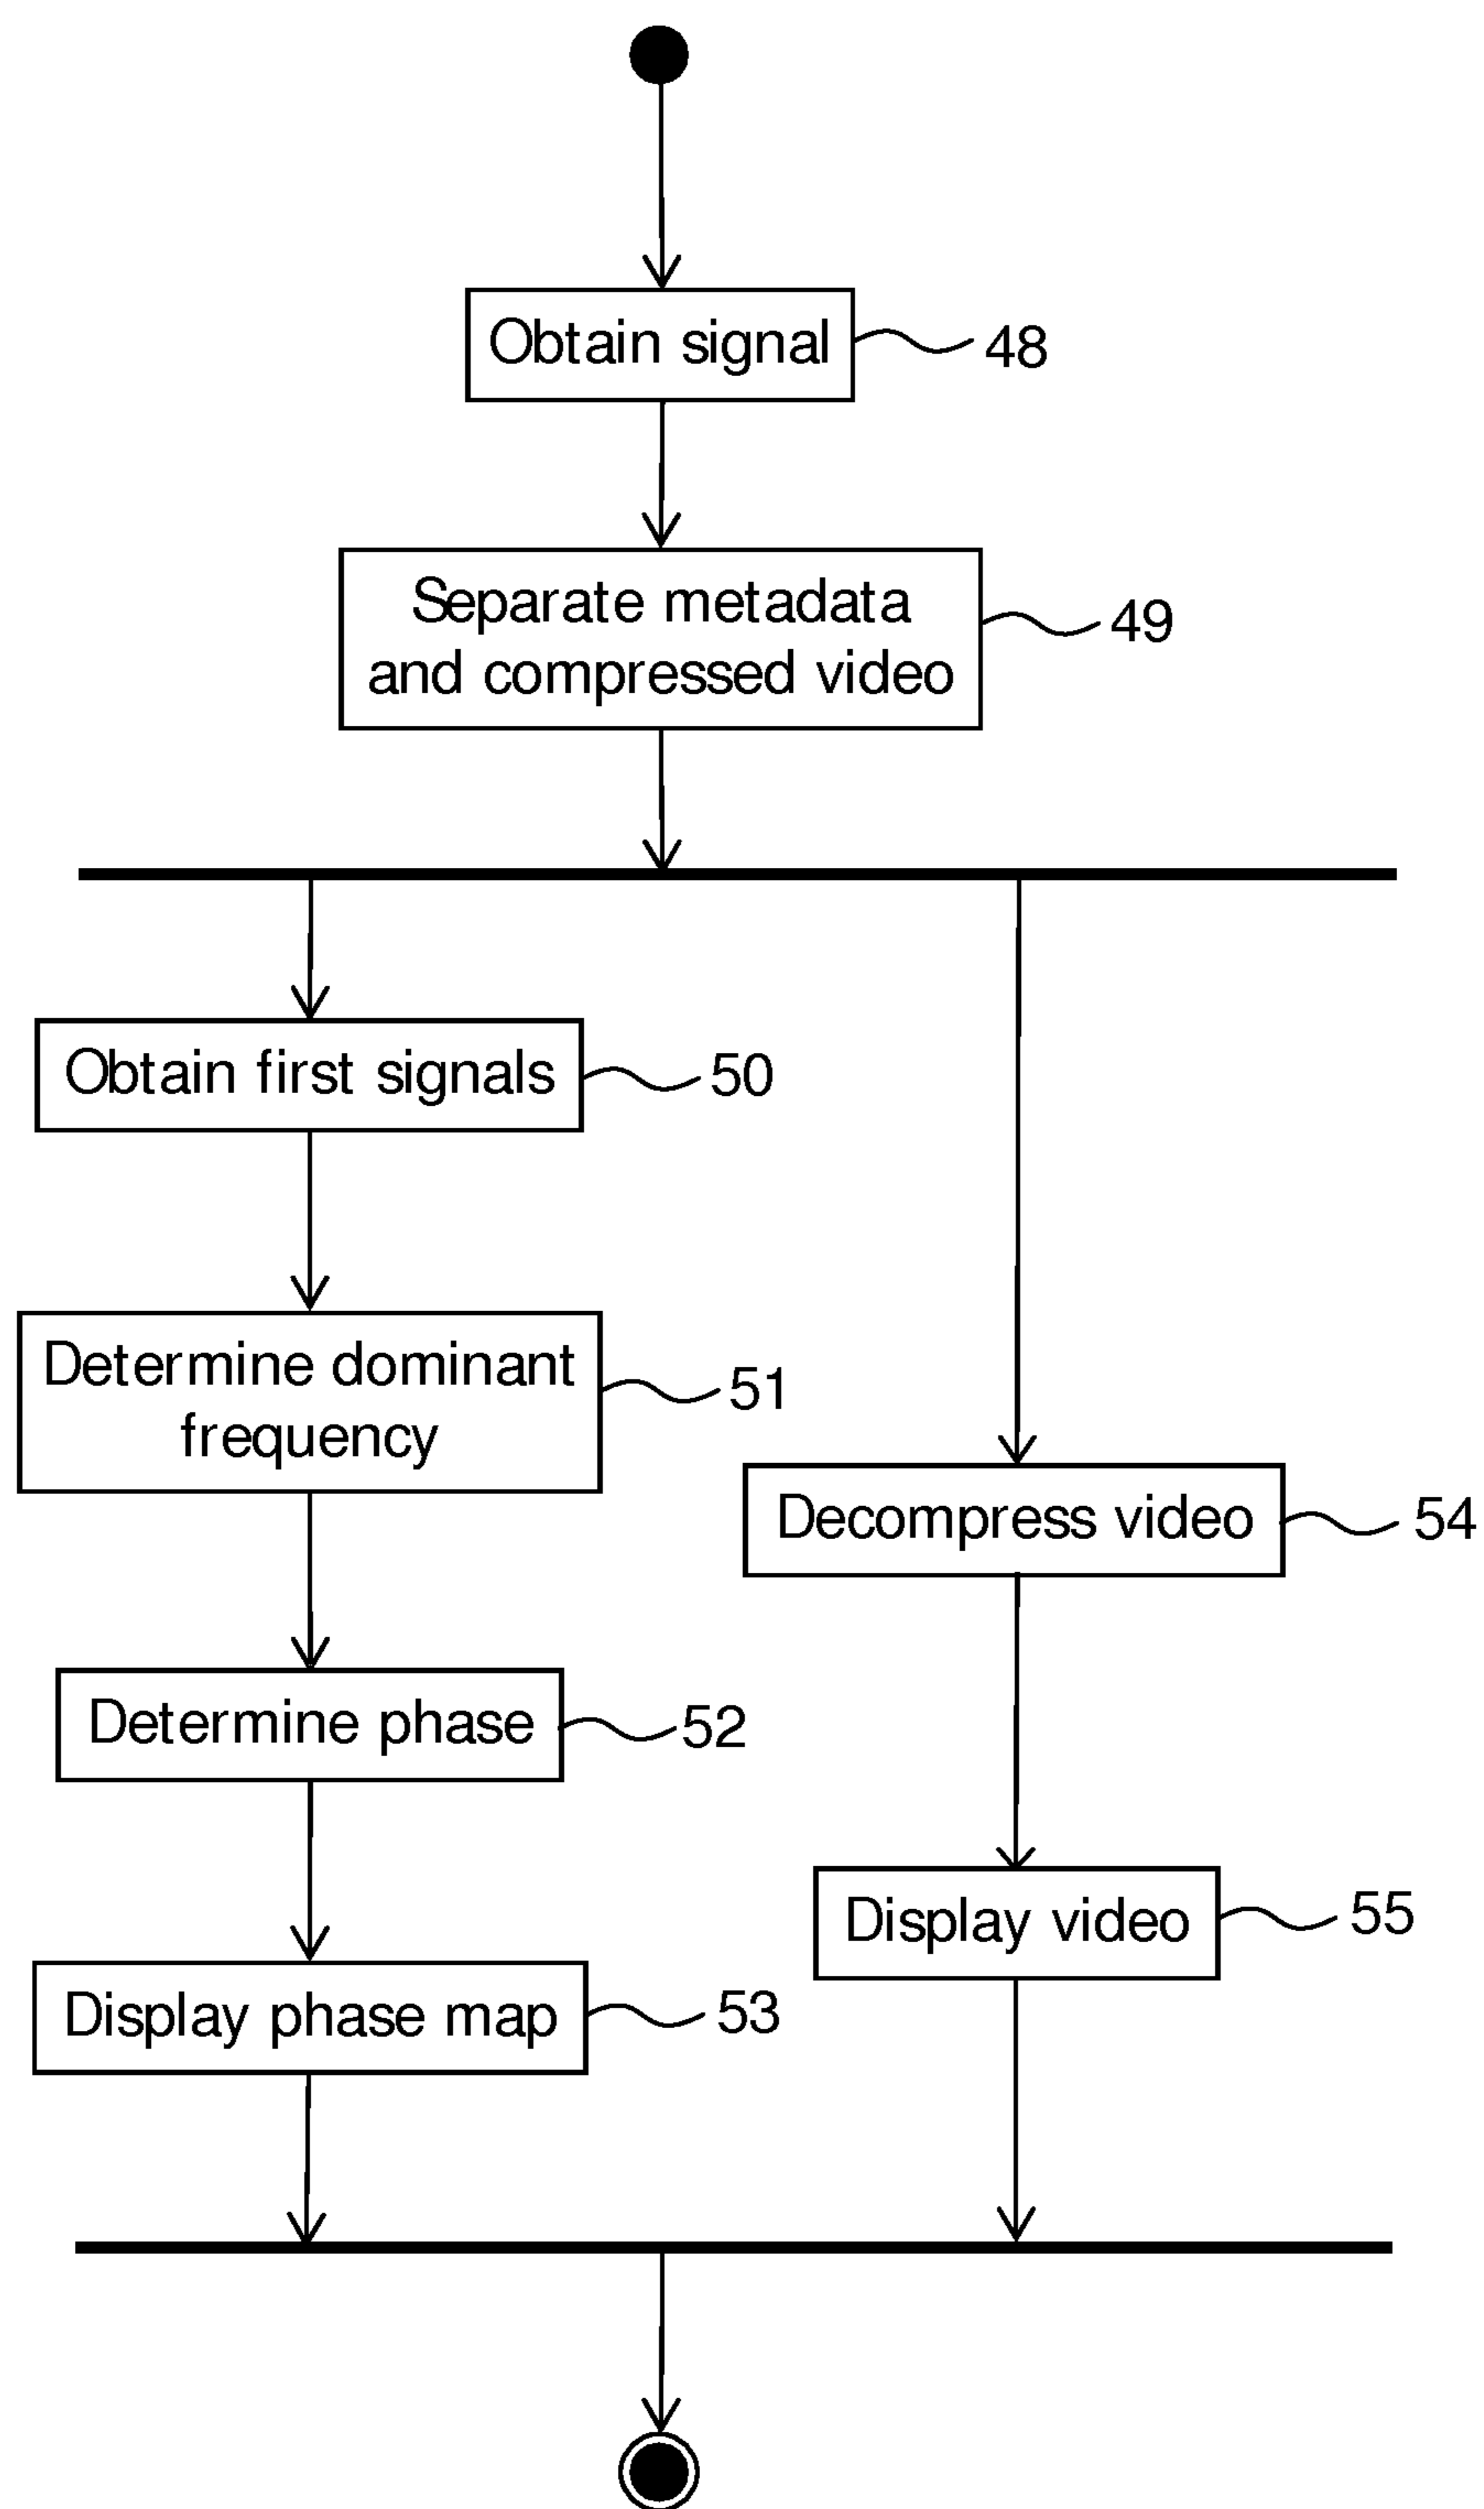 Obtain signal
48
Separate metadata
and compressed video
49
Obtain first signals
50
Determine dominant
frequency
51
Decompress video
54
Determine phase
52
Display video
55
Display phase map
53